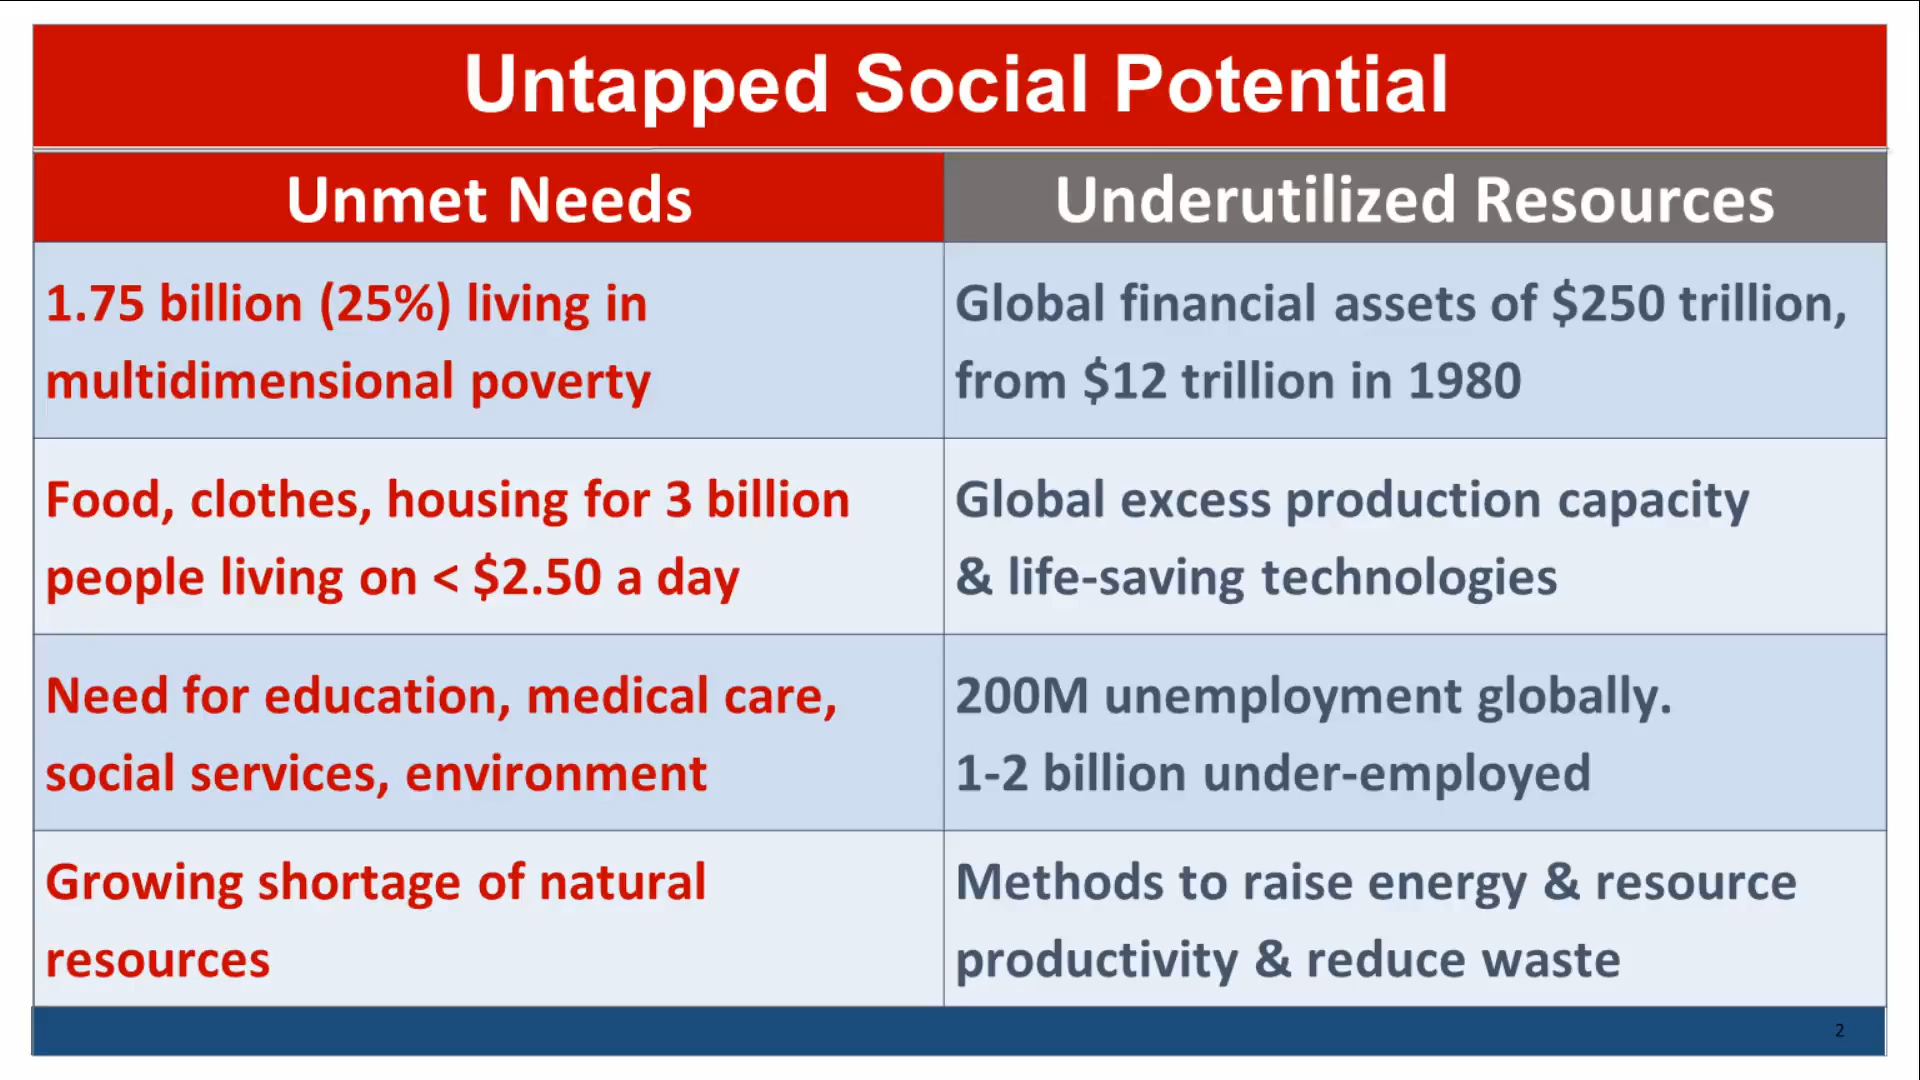 Untapped Social Potential
Unmet Needs
Underutilized Resources
1.75 billion (25%) living in
multidimensional poverty
Global financial assets of $250 trillion,
from $12 trillion in 1980
Food, clothes, housing for 3 billion
people living on < $2.50 a day
Global excess production capacity
& life-saving technologies
Need for education, medical care,
social services, environment
200M unemployment globally.
1-2 billion under-employed
Growing shortage of natural
resources
Methods to raise energy & resource
productivity & reduce waste
2